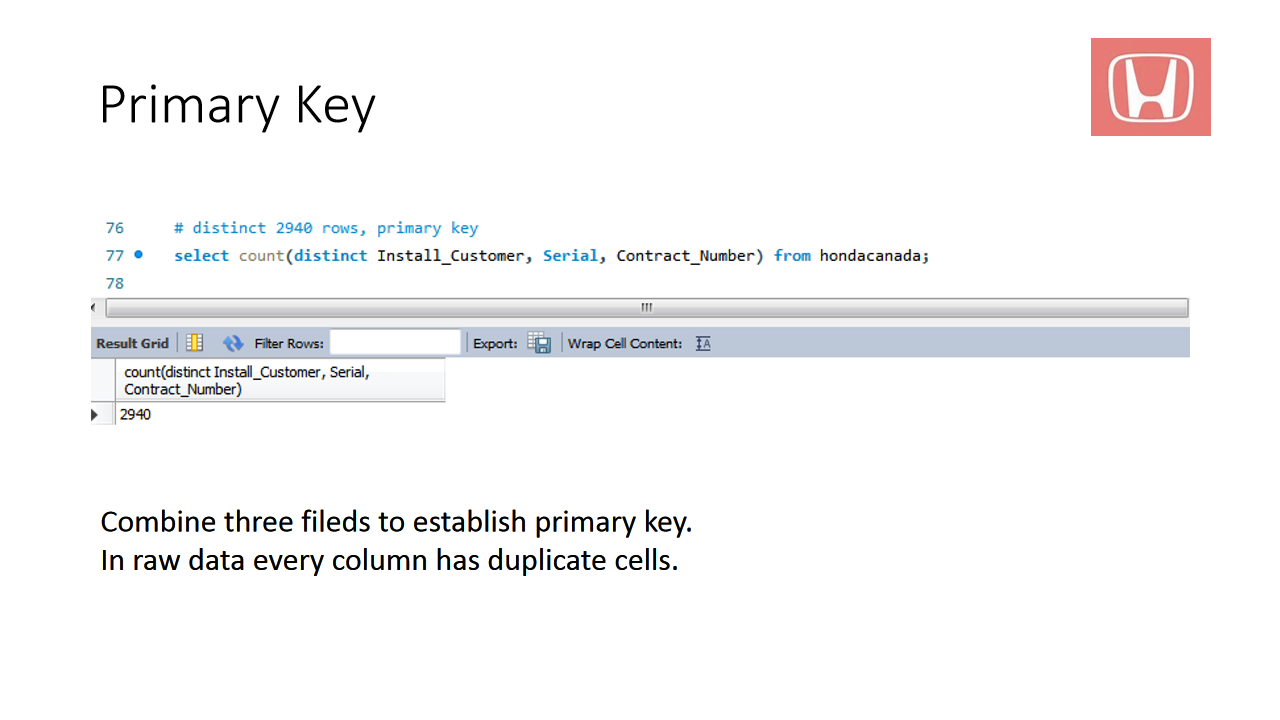 Primary Key
76 # distinct 2940 rows, primary key
77 select count(distinct Install_Customer, Serial, Contract_Number) from hondacanada;
78
Result Grid Filter Rows: Export: Wrap Cell Content:
count(distinct Install_Customer, Serial,
Contract_Number)
2940
Combine three fileds to establish primary key.
In raw data every column has duplicate cells.